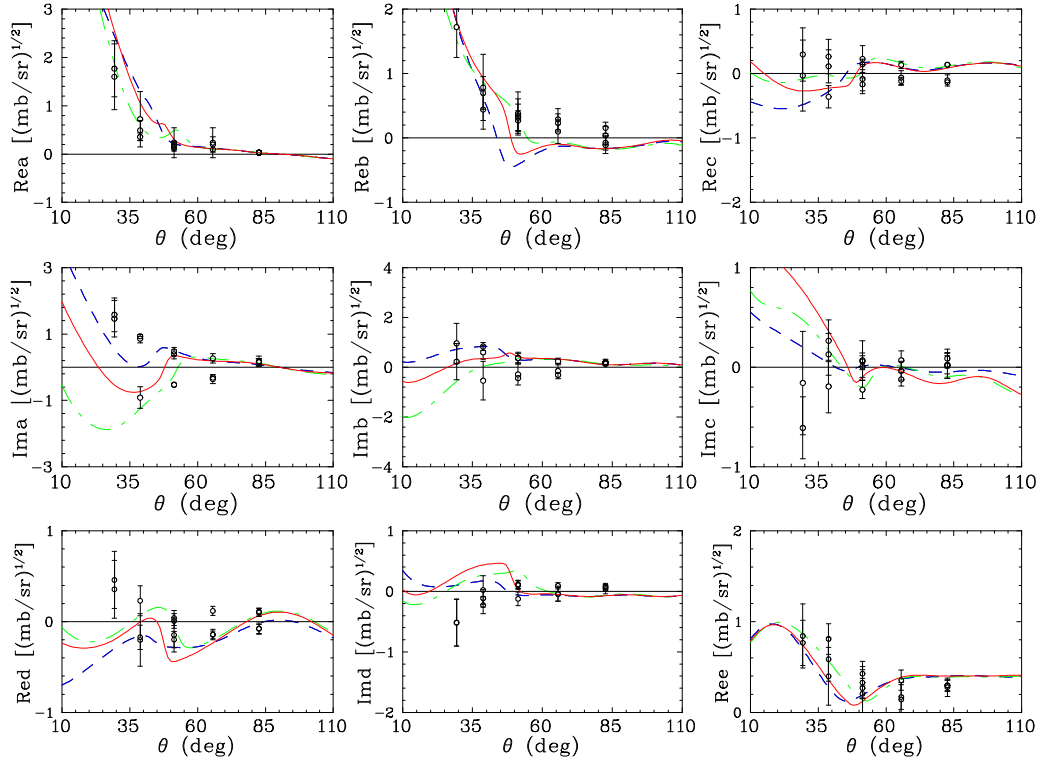 3
2
1
0
−1
10 35 60 85 110
θ (deg)
Rea [(mb/sr)1/2]
3
2
1
0
−1
10 35 60 85 110
θ (deg)
Reb [(mb/sr)1/2]
1
0
−1
−2
10 35 60 85 110
θ (deg)
Rec [(mb/sr)1/2]
3
1
−1
−3
10 35 60 85 110
θ (deg)
Ima [(mb/sr)1/2]
4
2
0
−2
−4
10 35 60 85 110
θ (deg)
Imb [(mb/sr)1/2]
1
0
−1
10 35 60 85 110
θ (deg)
Imc [(mb/sr)1/2]
1
0
−1
10 35 60 85 110
θ (deg)
Red [(mb/sr)1/2]
1
0
−1
−2
10 35 60 85 110
θ (deg)
Imd [(mb/sr)1/2]
2
1
0
10 35 60 85 110
θ (deg)
Ree [(mb/sr)1/2]